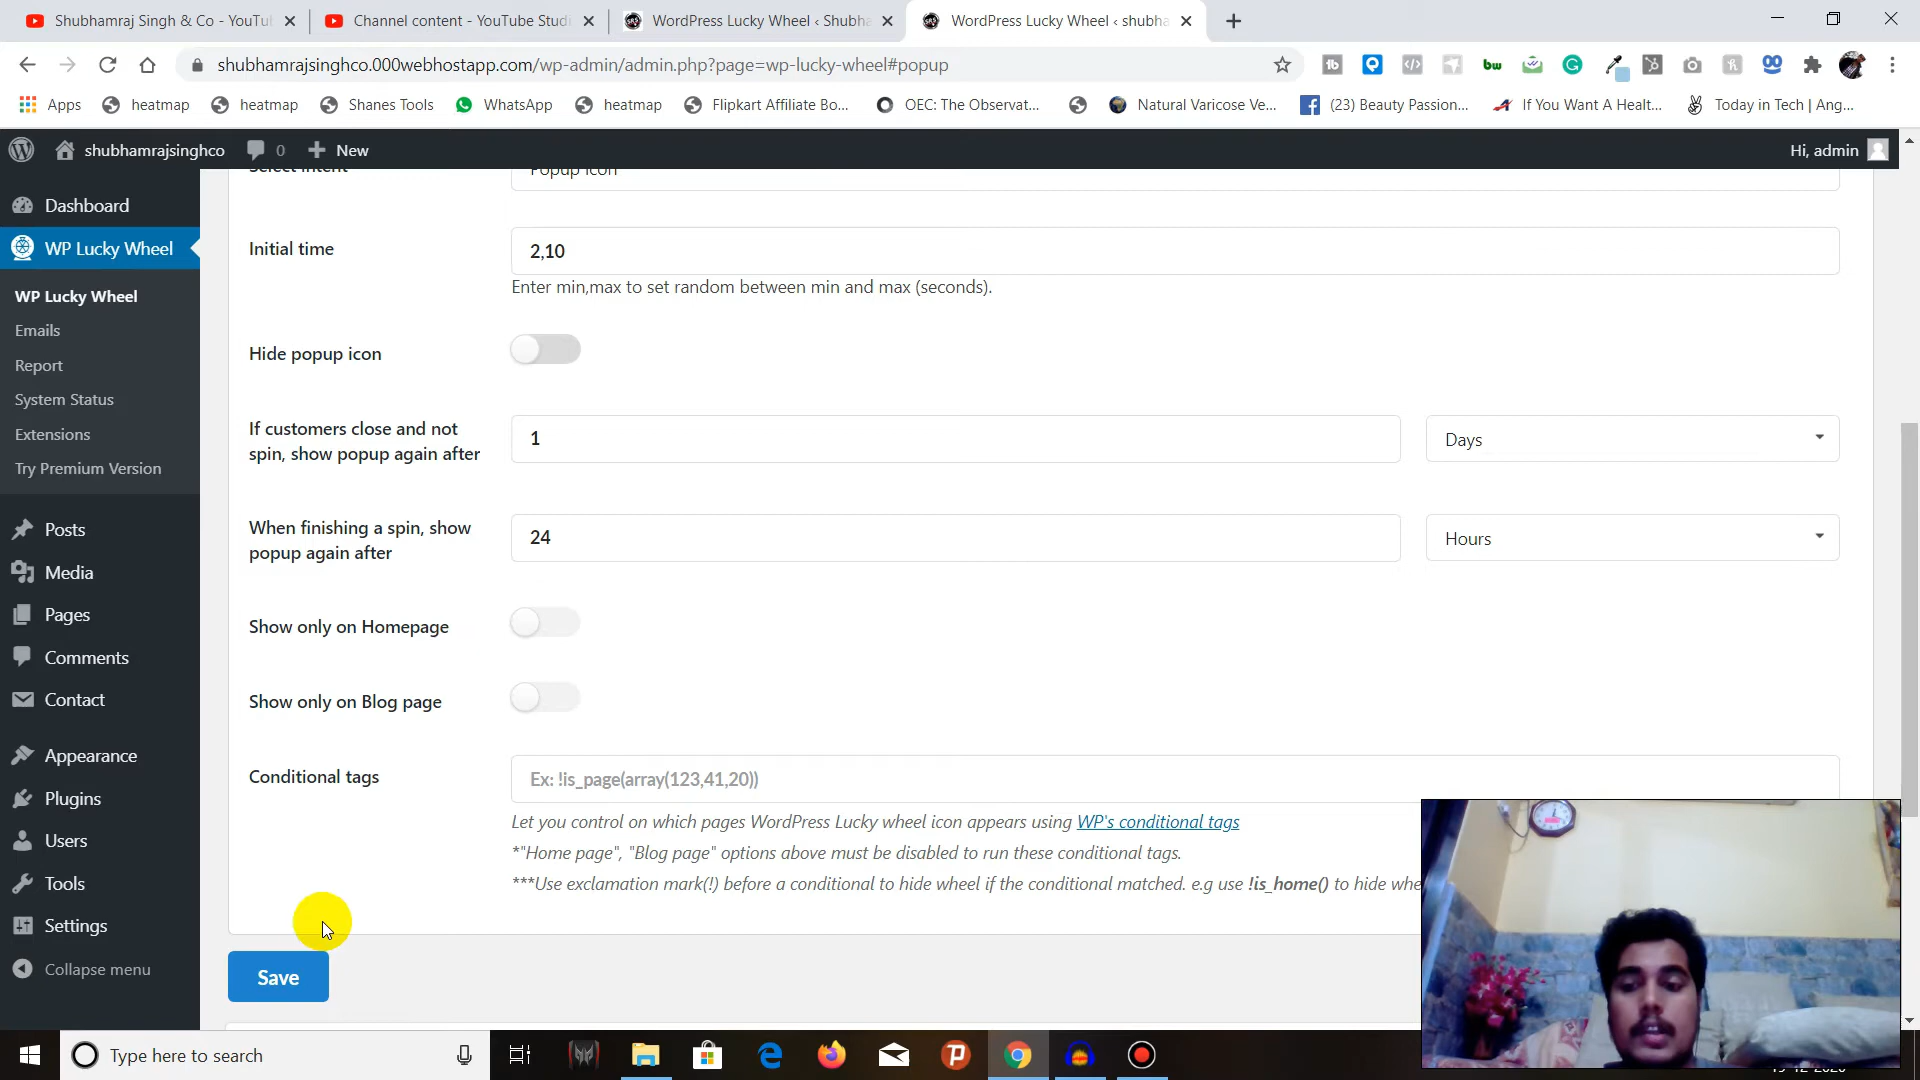 Shubhamraj Singh & Co - YouTu
Channel content - YouTube Studi
WordPress Lucky Wheel ‹ Shubha
WordPress Lucky Wheel ‹ shubha
shubhamrajsinghco.000webhostapp.com/wp-admin/admin.php?page=wp-lucky-wheel#popup
Apps
heatmap
heatmap
Shanes Tools
WhatsApp
heatmap
Flipkart Affiliate Bo...
OEC: The Observat...
Natural Varicose Ve...
(23) Beauty Passion...
If You Want A Healt...
Today in Tech | Ang...
shubhamrajsinghco
0
New
Hi, admin
Dashboard
WP Lucky Wheel
WP Lucky Wheel
Emails
Report
System Status
Extensions
Try Premium Version
Posts
Media
Pages
Comments
Contact
Appearance
Plugins
Users
Tools
Settings
Collapse menu
Select intent
Popup icon
Initial time
2,10
Enter min,max to set random between min and max (seconds).
Hide popup icon
If customers close and not
spin, show popup again after
1
Days
When finishing a spin, show
popup again after
24
Hours
Show only on Homepage
Show only on Blog page
Conditional tags
Ex: !is_page(array(123,41,20))
Let you control on which pages WordPress Lucky wheel icon appears using WP's conditional tags
*"Home page", "Blog page" options above must be disabled to run these conditional tags.
***Use exclamation mark(!) before a conditional to hide wheel if the conditional matched. e.g use !is_home() to hide whe
Save
Type here to search